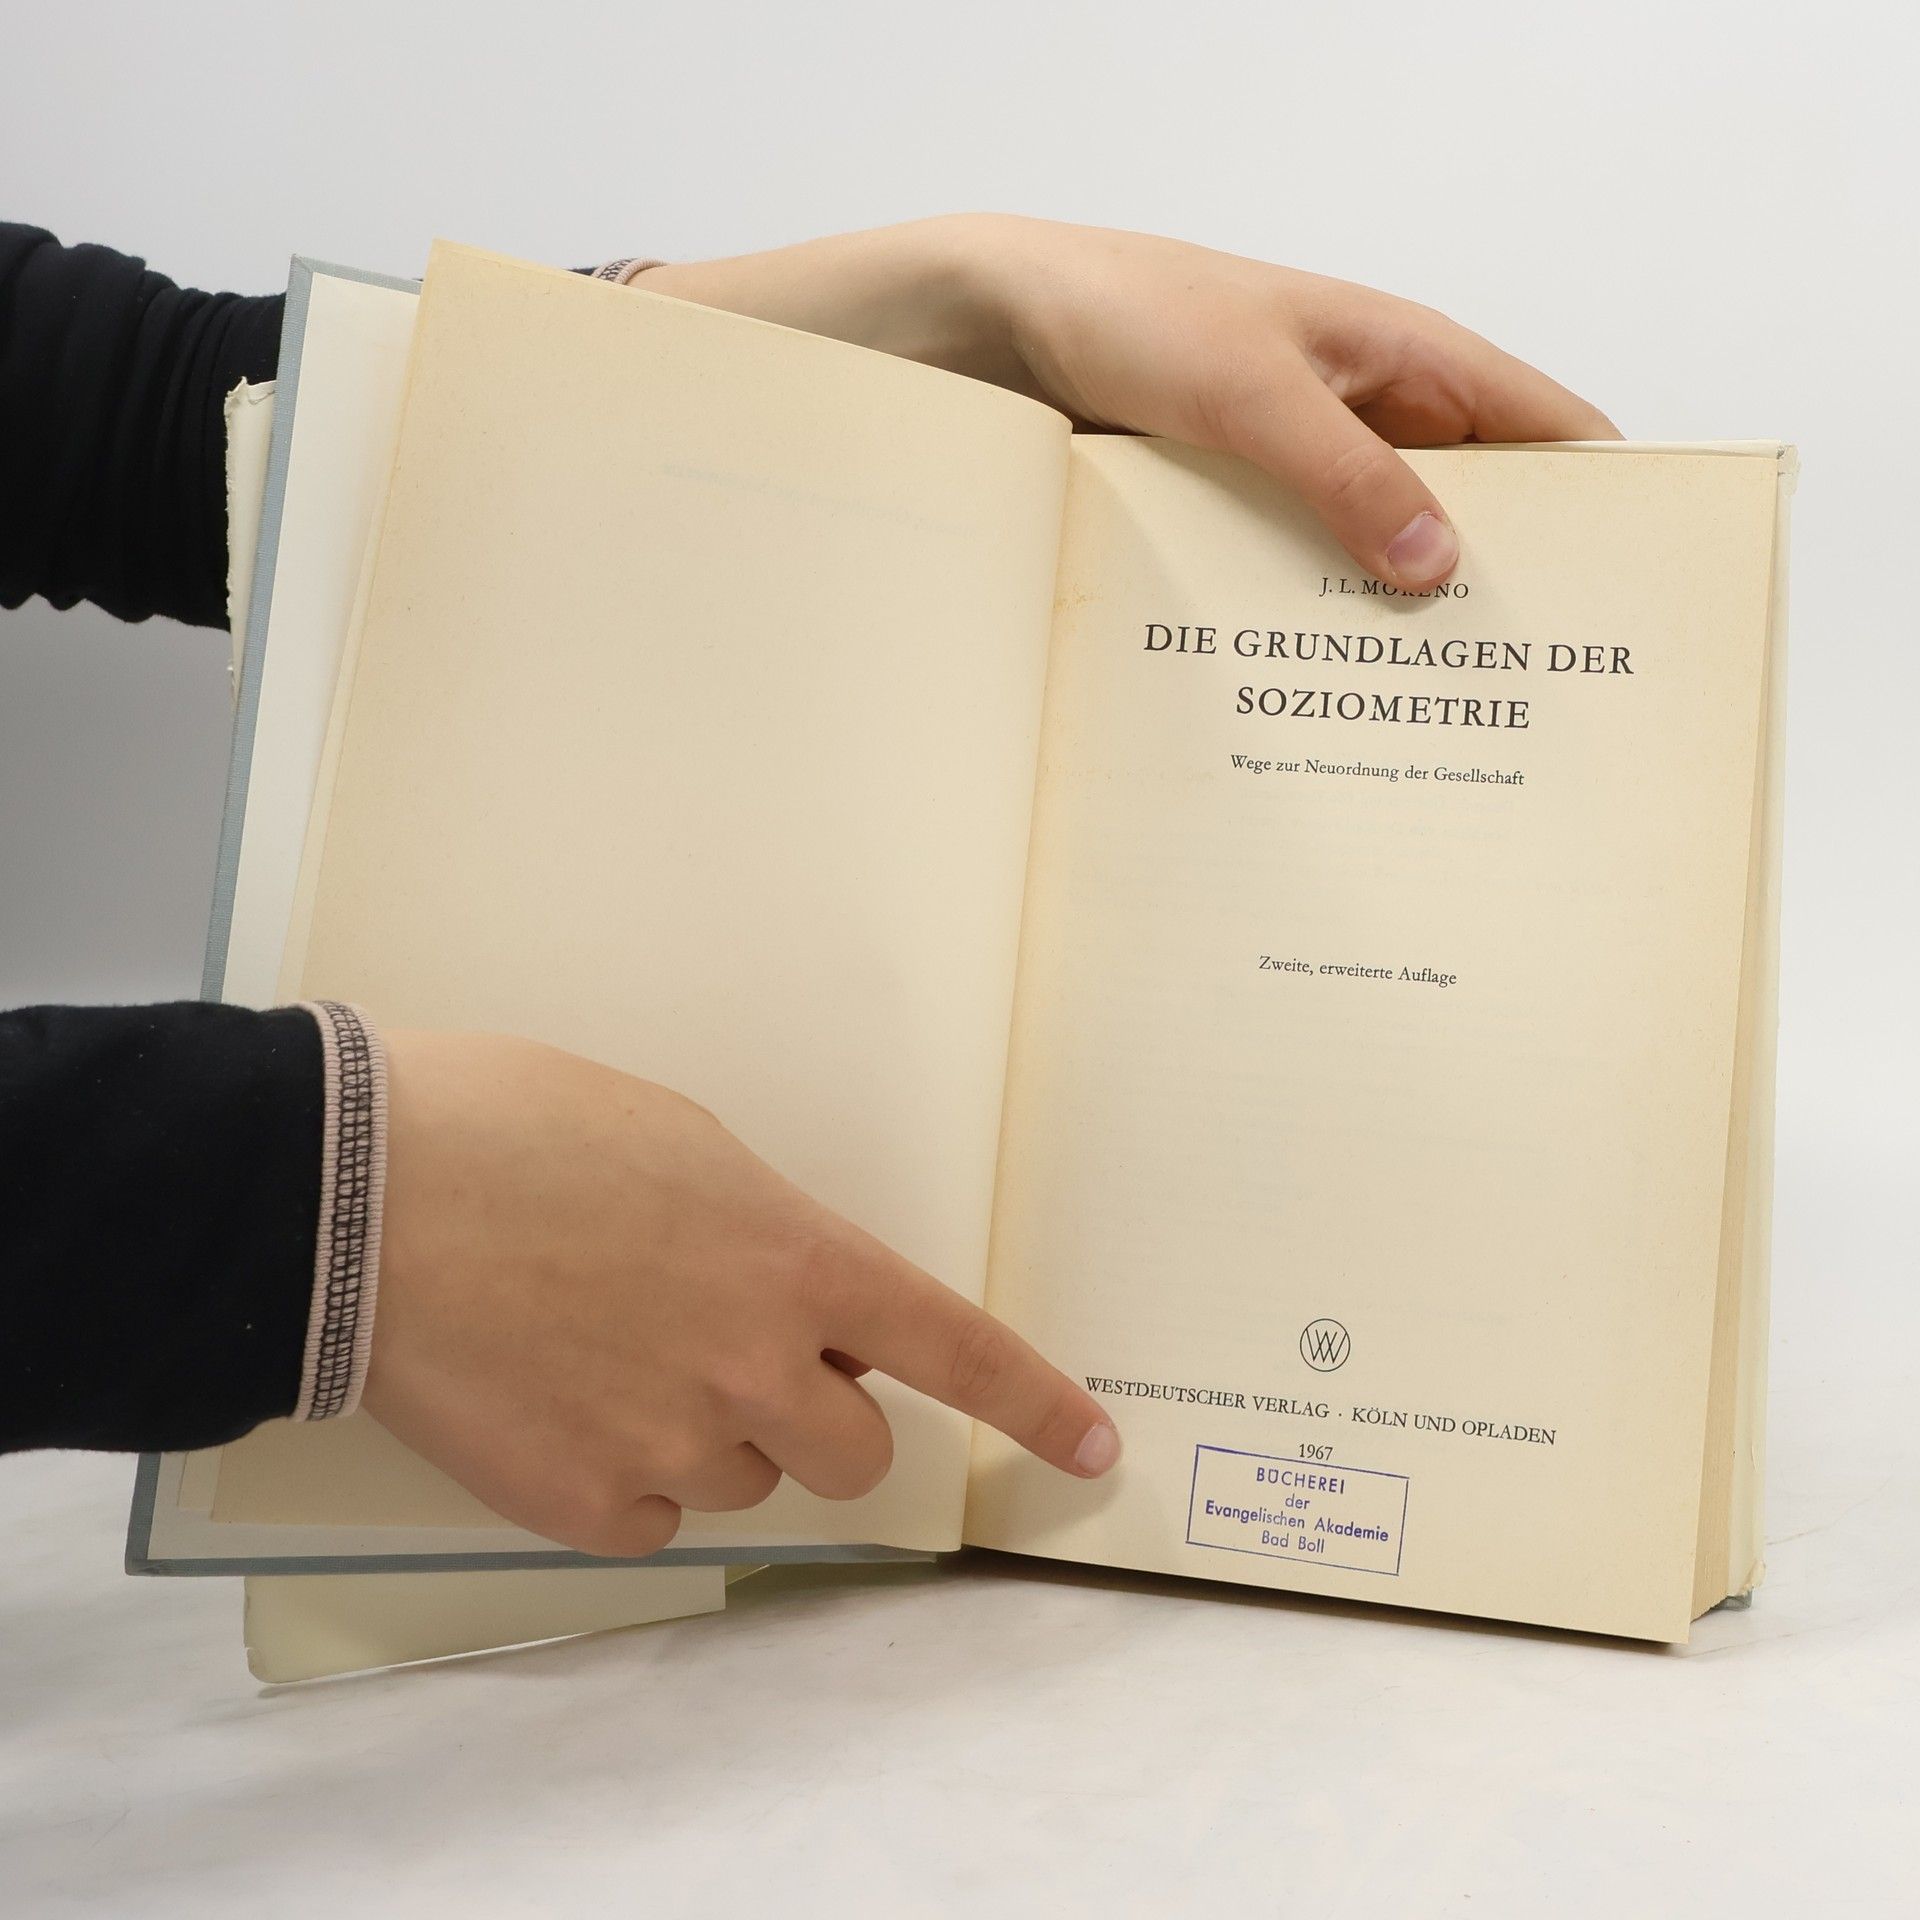 J. L. MORENO
DIE GRUNDLAGEN DER
SOZIOMETRIE
Wege zur Neuordnung der Gesellschaft
Zweite, erweiterte Auflage
WESTDEUTSCHER VERLAG · KÖLN UND OPLADEN
1967
BÜCHEREI
der
Evangelischen Akademie
Bad Boll